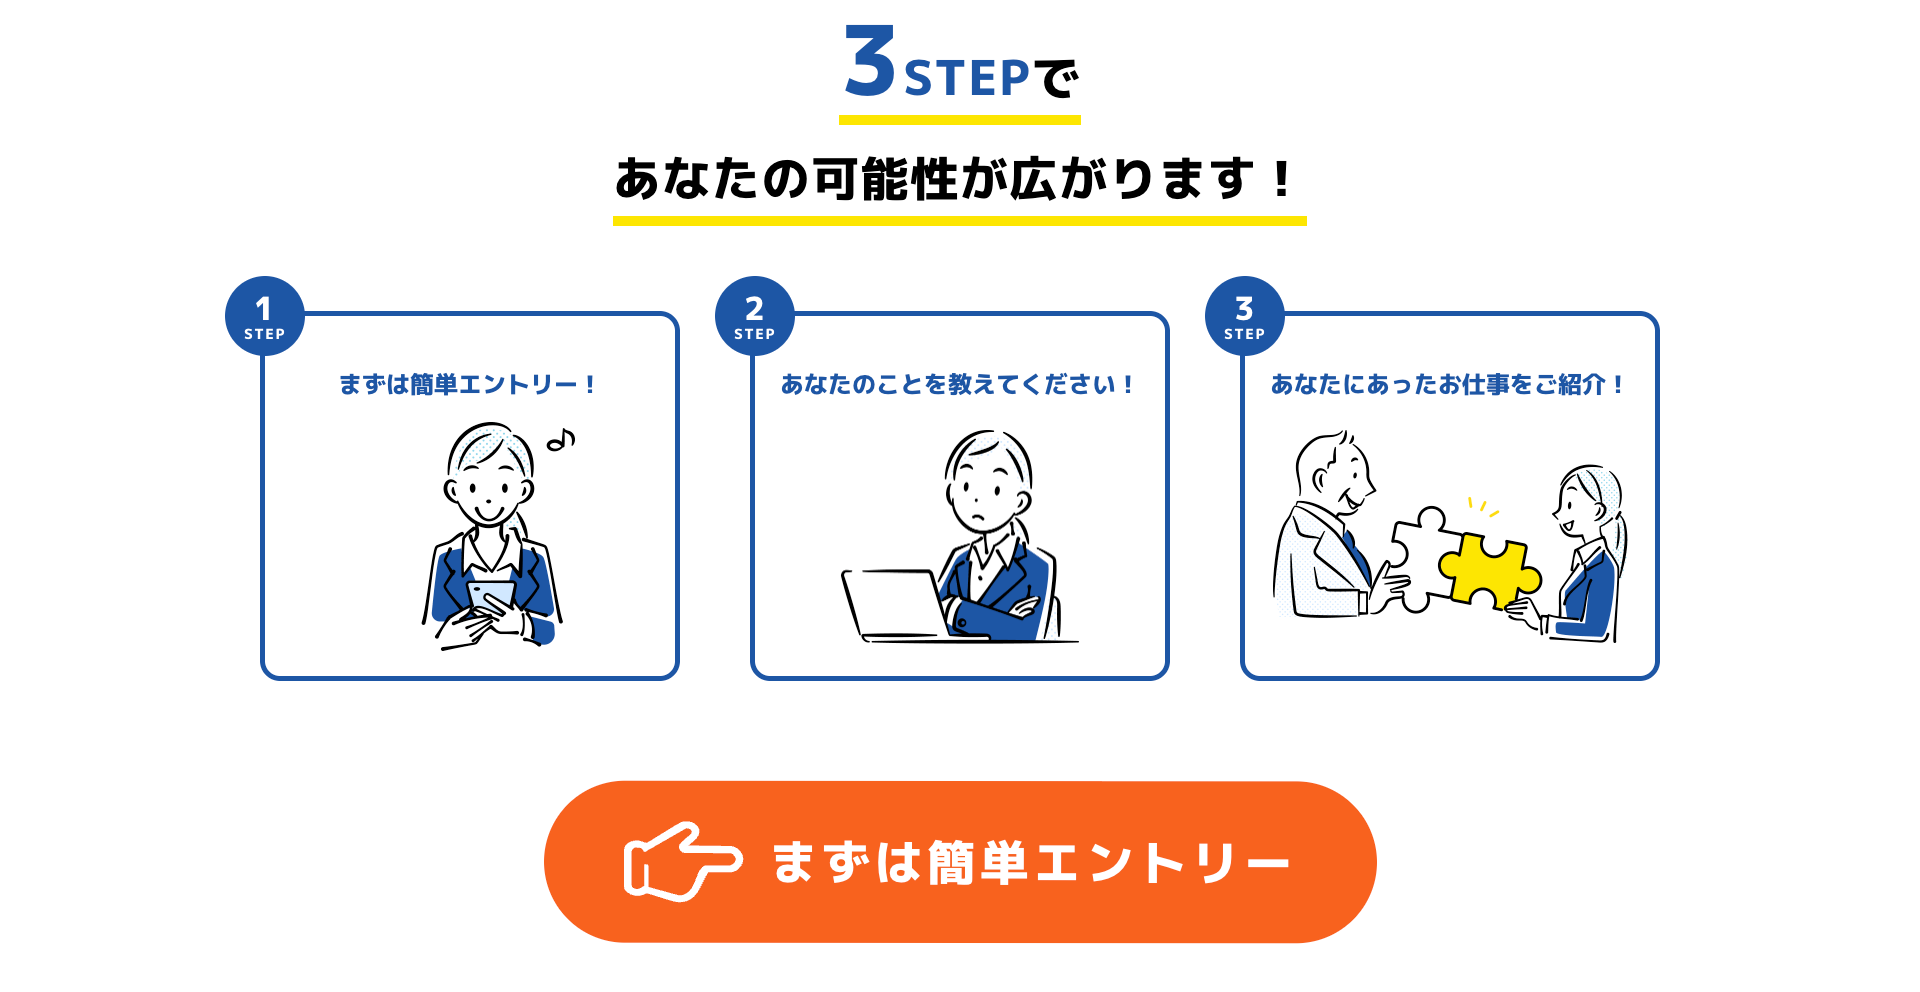 3 STEPで
あなたの可能性が広がります！
1
STEP
まずは簡単エントリー！
2
STEP
あなたのことを教えてください！
3
STEP
あなたにあったお仕事をご紹介！
まずは簡単エントリー